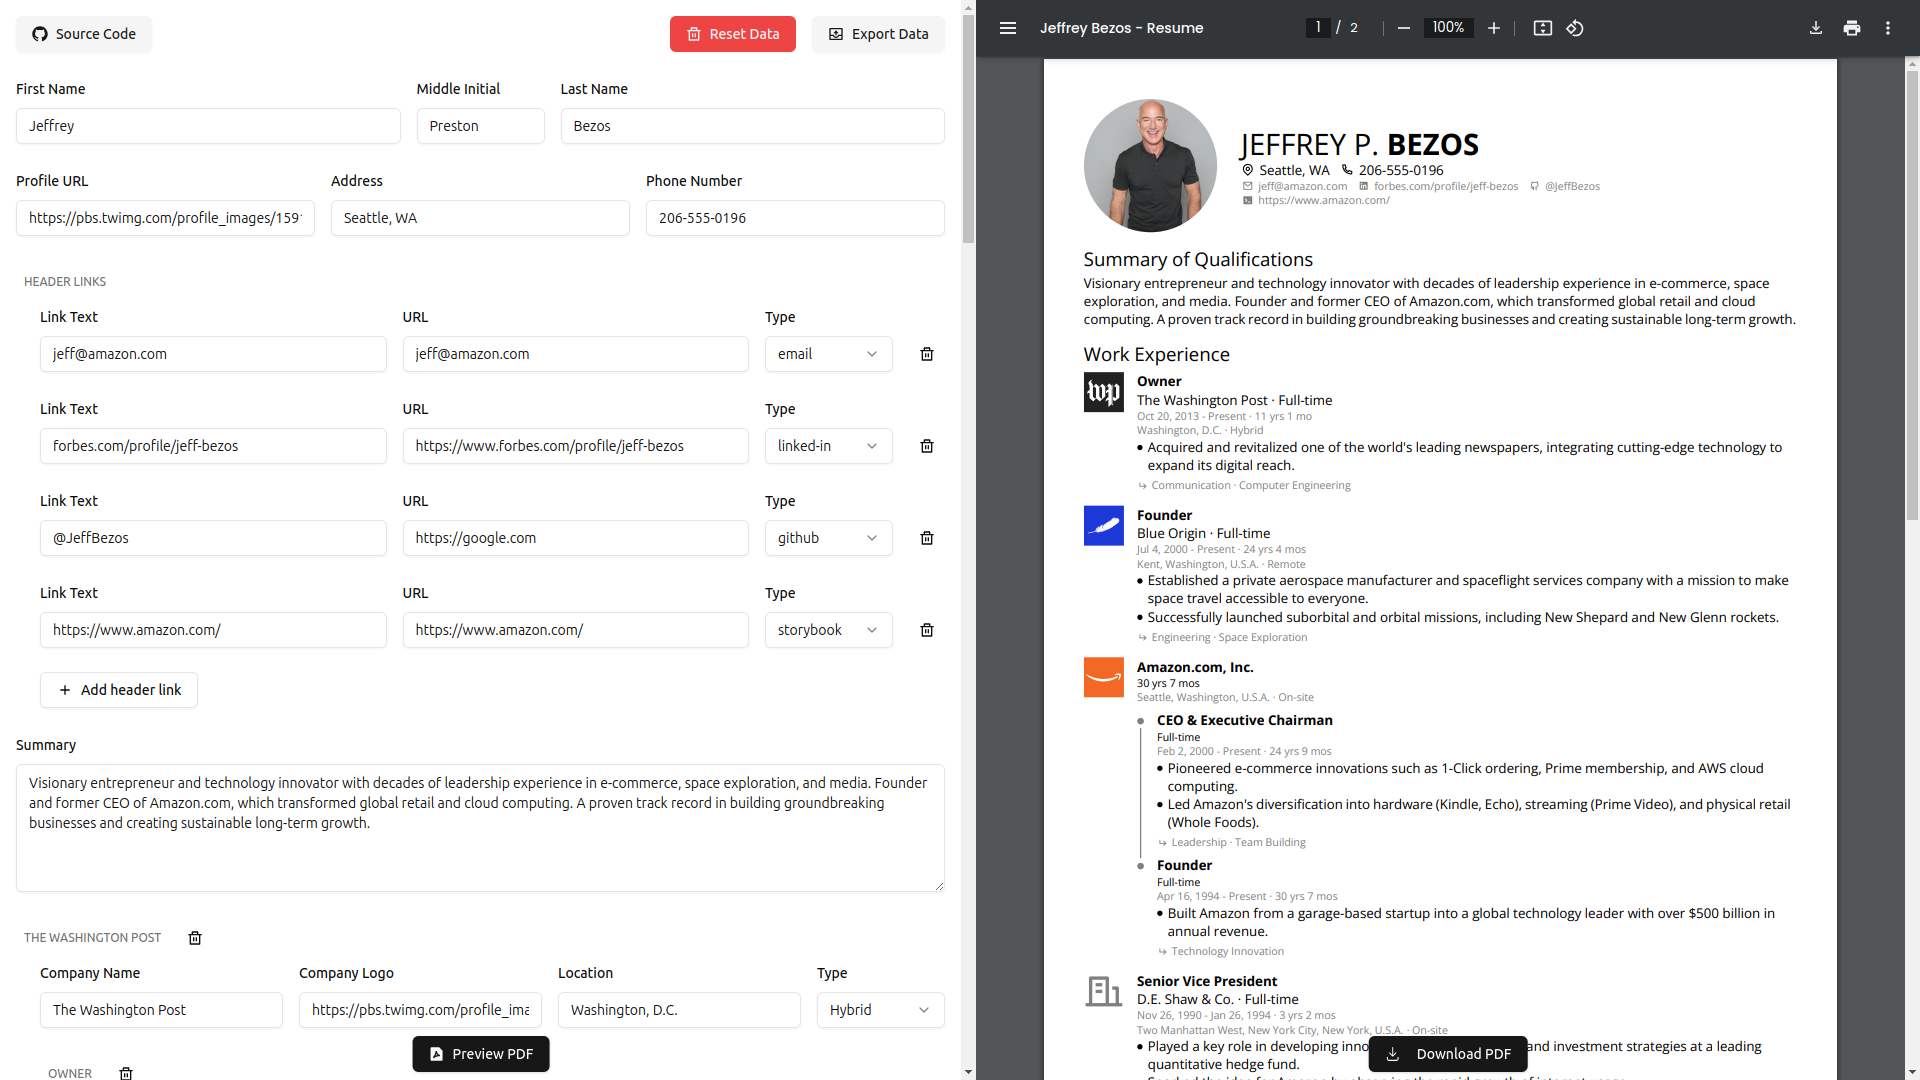 Source Code
Reset Data
Export Data
First Name
Middle Initial
Last Name
Jeffrey
Preston
Bezos
Profile URL
Address
Phone Number
https://pbs.twimg.com/profile_images/159
Seattle, WA
206-555-0196
HEADER LINKS
Link Text
URL
Type
jeff@amazon.com
jeff@amazon.com
email
Link Text
URL
Type
forbes.com/profile/jeff-bezos
https://www.forbes.com/profile/jeff-bezos
linked-in
Link Text
URL
Type
@JeffBezos
https://google.com
github
Link Text
URL
Type
https://www.amazon.com/
https://www.amazon.com/
storybook
Add header link
Summary
Visionary entrepreneur and technology innovator with decades of leadership experience in e-commerce, space exploration, and media. Founder
and former CEO of Amazon.com, which transformed global retail and cloud computing. A proven track record in building groundbreaking
businesses and creating sustainable long-term growth.
THE WASHINGTON POST
Company Name
Company Logo
Location
Type
The Washington Post
https://pbs.twimg.com/profile_ima
Washington, D.C.
Hybrid
Preview PDF
OWNER
Jeffrey Bezos - Resume
1 / 2
100%
JEFFREY P. BEZOS
Seattle, WA 206-555-0196
jeff@amazon.com forbes.com/profile/jeff-bezos @JeffBezos
https://www.amazon.com/
Summary of Qualifications
Visionary entrepreneur and technology innovator with decades of leadership experience in e-commerce, space
exploration, and media. Founder and former CEO of Amazon.com, which transformed global retail and cloud
computing. A proven track record in building groundbreaking businesses and creating sustainable long-term growth.
Work Experience
wp
Owner
The Washington Post · Full-time
Oct 20, 2013 - Present · 11 yrs 1 mo
Washington, D.C. · Hybrid
• Acquired and revitalized one of the world's leading newspapers, integrating cutting-edge technology to
expand its digital reach.
↪ Communication · Computer Engineering
Founder
Blue Origin · Full-time
Jul 4, 2000 - Present · 24 yrs 4 mos
Kent, Washington, U.S.A. · Remote
• Established a private aerospace manufacturer and spaceflight services company with a mission to make
space travel accessible to everyone.
• Successfully launched suborbital and orbital missions, including New Shepard and New Glenn rockets.
↪ Engineering · Space Exploration
Amazon.com, Inc.
30 yrs 7 mos
Seattle, Washington, U.S.A. · On-site
CEO & Executive Chairman
Full-time
Feb 2, 2000 - Present · 24 yrs 9 mos
• Pioneered e-commerce innovations such as 1-Click ordering, Prime membership, and AWS cloud
computing.
• Led Amazon's diversification into hardware (Kindle, Echo), streaming (Prime Video), and physical retail
(Whole Foods).
↪ Leadership · Team Building
Founder
Full-time
Apr 16, 1994 - Present · 30 yrs 7 mos
• Built Amazon from a garage-based startup into a global technology leader with over $500 billion in
annual revenue.
↪ Technology Innovation
Senior Vice President
D.E. Shaw & Co. · Full-time
Nov 26, 1990 - Jan 26, 1994 · 3 yrs 2 mos
Two Manhattan West, New York City, New York, U.S.A. · On-site
• Played a key role in developing inno
and investment strategies at a leading
quantitative hedge fund.
Download PDF